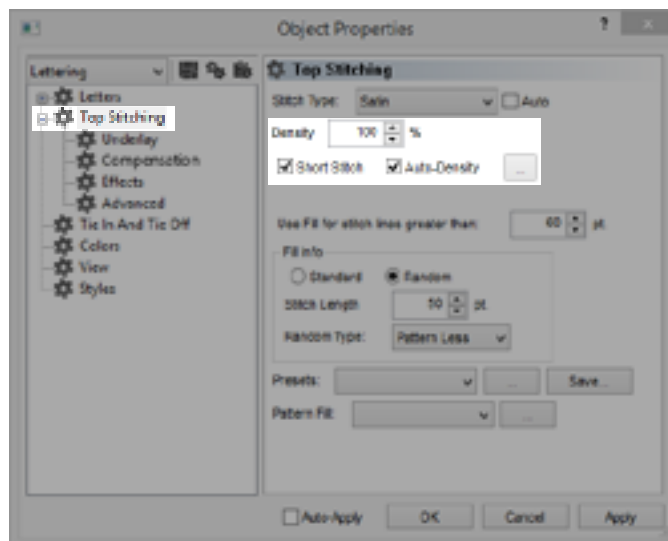 Object Properties ?
Lettering
Letters
Top Stitching
Underlay
Compensation
Effects
Advanced
Tie In And Tie Off
Colors
View
Styles
Top Stitching
Stitch Type: Satin Auto
Density 100 %
Short Stitch Auto-Density ...
Use Fill for stitch lines greater than: 60 pt.
Fill info
Standard Random
Stitch Length 50 pt.
Random Type: Pattern Less
Presets: ... Save...
Pattern Fill: ...
Auto-Apply OK Cancel Apply